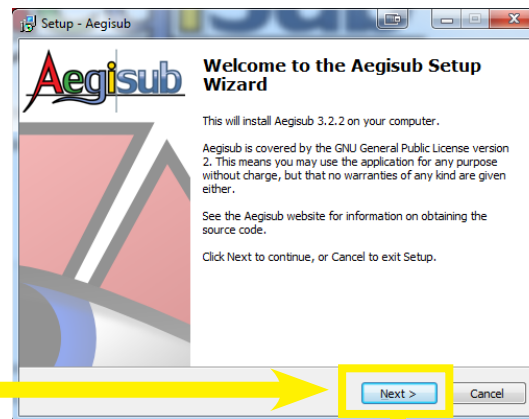 Setup - Aegisub
Aegisub
Welcome to the Aegisub Setup
Wizard
This will install Aegisub 3.2.2 on your computer.
Aegisub is covered by the GNU General Public License version
2. This means you may use the application for any purpose
without charge, but that no warranties of any kind are given
either.
See the Aegisub website for information on obtaining the
source code.
Click Next to continue, or Cancel to exit Setup.
Next >
Cancel